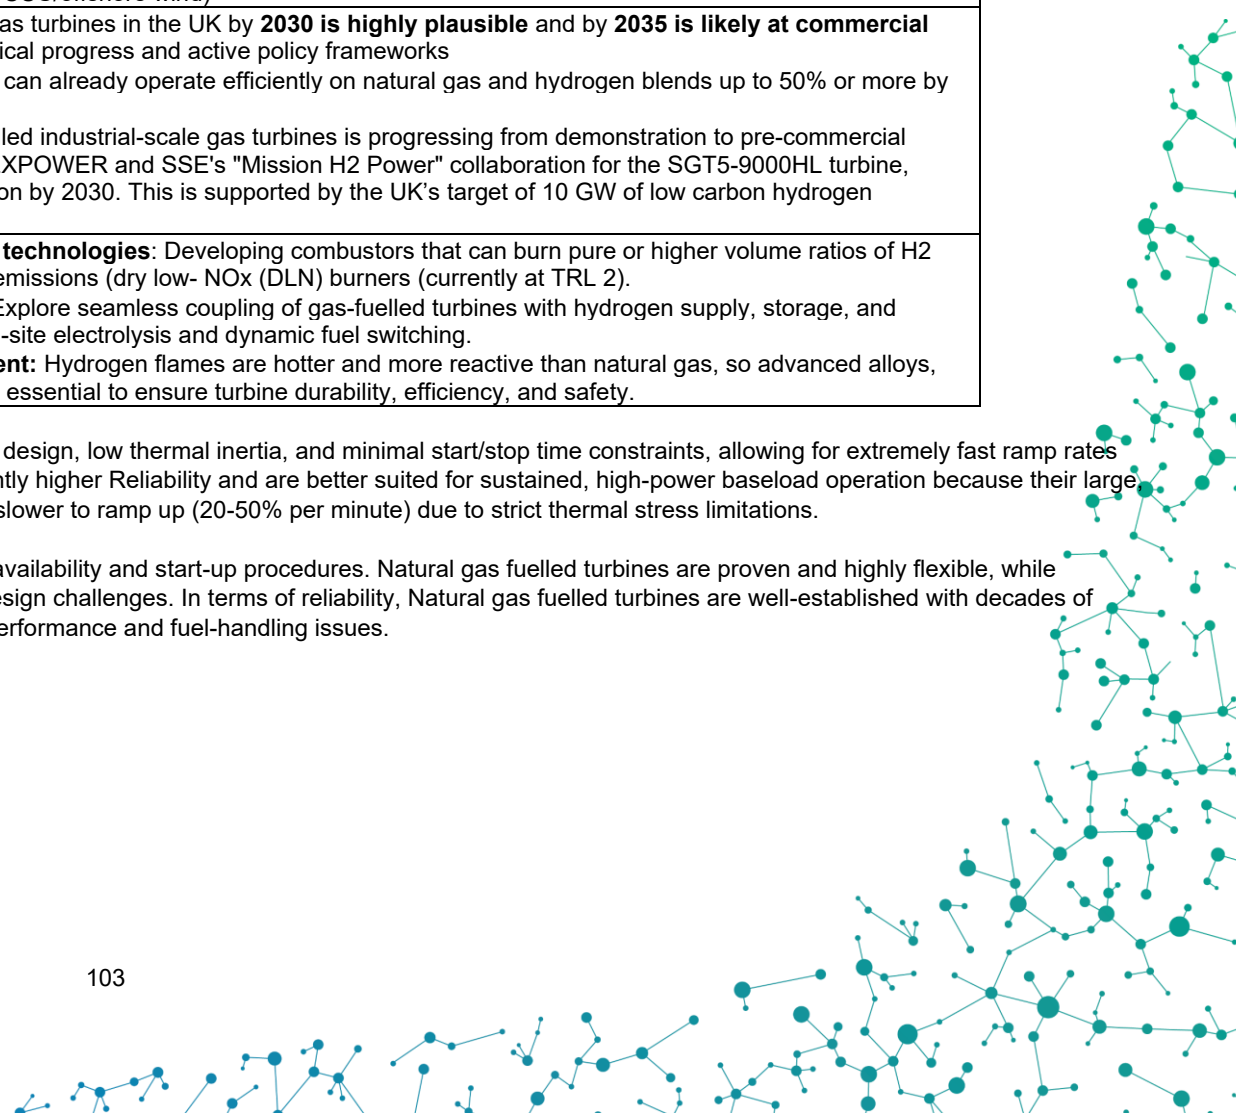 as turbines in the UK by 2030 is highly plausible and by 2035 is likely at commercial
ical progress and active policy frameworks
can already operate efficiently on natural gas and hydrogen blends up to 50% or more by
led industrial-scale gas turbines is progressing from demonstration to pre-commercial
XPOWER and SSE's "Mission H2 Power" collaboration for the SGT5-9000HL turbine,
on by 2030. This is supported by the UK’s target of 10 GW of low carbon hydrogen
technologies: Developing combustors that can burn pure or higher volume ratios of H2
emissions (dry low- NOx (DLN) burners (currently at TRL 2).
Explore seamless coupling of gas-fuelled turbines with hydrogen supply, storage, and
-site electrolysis and dynamic fuel switching.
ent: Hydrogen flames are hotter and more reactive than natural gas, so advanced alloys,
essential to ensure turbine durability, efficiency, and safety.
design, low thermal inertia, and minimal start/stop time constraints, allowing for extremely fast ramp rates
ntly higher Reliability and are better suited for sustained, high-power baseload operation because their large,
slower to ramp up (20-50% per minute) due to strict thermal stress limitations.
availability and start-up procedures. Natural gas fuelled turbines are proven and highly flexible, while
esign challenges. In terms of reliability, Natural gas fuelled turbines are well-established with decades of
erformance and fuel-handling issues.
103